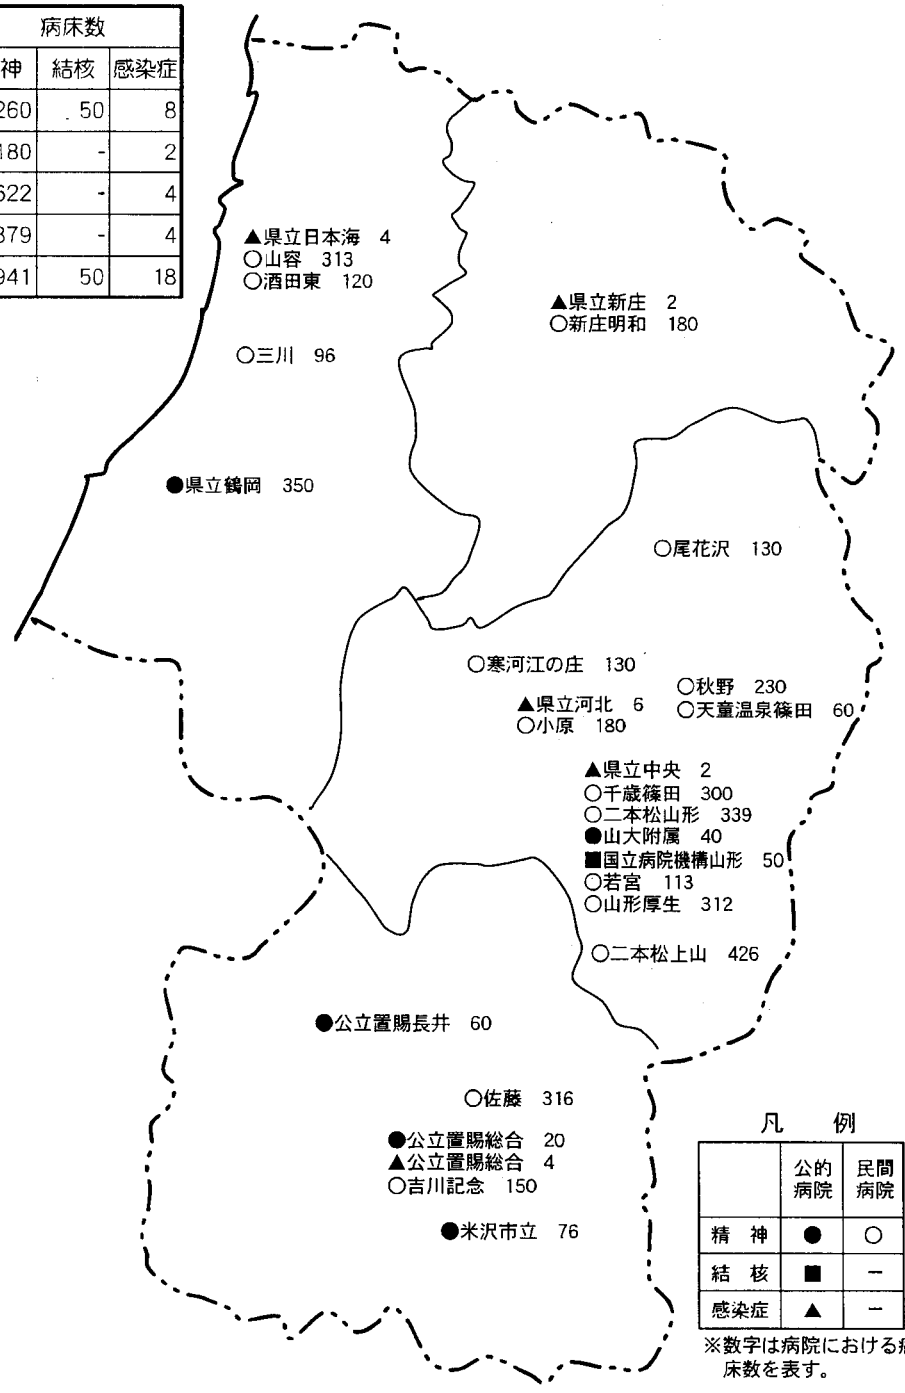 病床数
神 結核 感染症
260 50 8
180 - 2
622 - 4
879 - 4
941 50 18
▲県立日本海 4
○山容 313
○酒田東 120
▲県立新庄 2
○新庄明和 180
○三川 96
●県立鶴岡 350
○尾花沢 130
○寒河江の庄 130
○秋野 230
▲県立河北 6
○天童温泉篠田 60
○小原 180
▲県立中央 2
○千歳篠田 300
○二本松山形 339
●山大附属 40
■国立病院機構山形 50
○若宮 113
○山形厚生 312
○二本松上山 426
●公立置賜長井 60
○佐藤 316
●公立置賜総合 20
▲公立置賜総合 4
○吉川記念 150
●米沢市立 76
凡 例
公的病院 民間病院
精神 ● ○
結核 ■ −
感染症 ▲ −
※数字は病院における病
床数を表す。